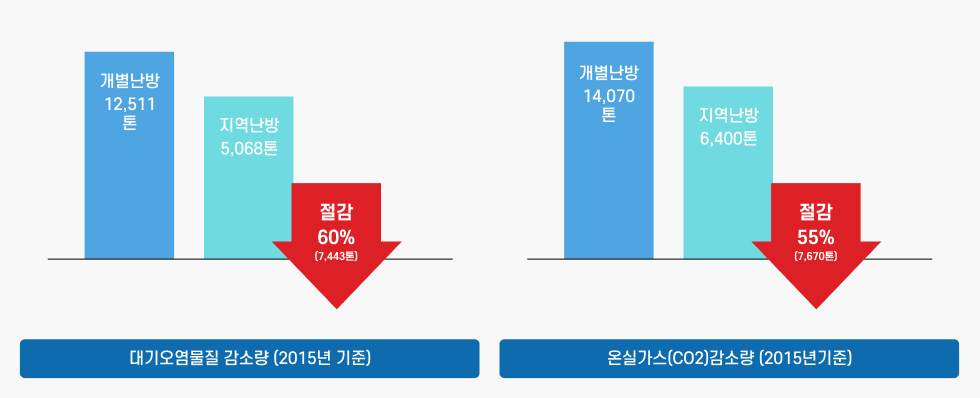 개별난방
12,511
톤
지역난방
5,068톤
절감
60%
(7,443톤)
대기오염물질 감소량 (2015년 기준)
개별난방
14,070
톤
지역난방
6,400톤
절감
55%
(7,670톤)
온실가스(CO2)감소량 (2015년기준)